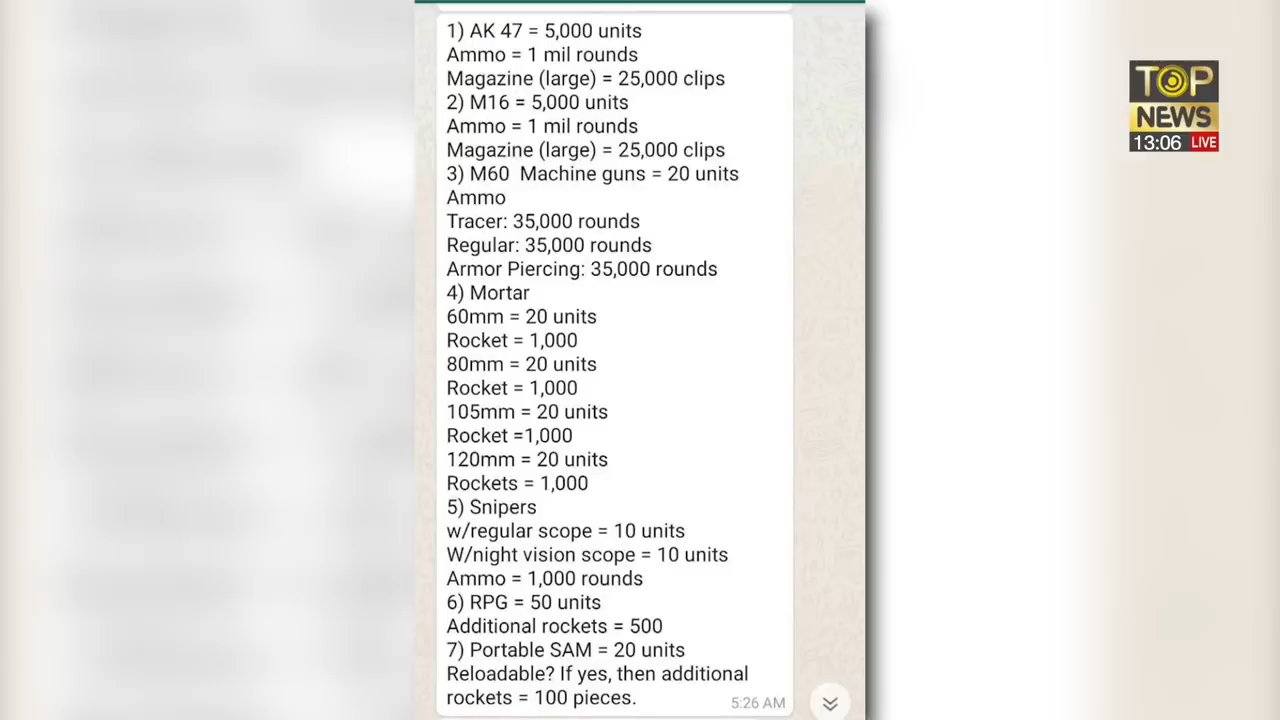 1) AK 47 = 5,000 units
Ammo = 1 mil rounds
Magazine (large) = 25,000 clips
2) M16 = 5,000 units
Ammo = 1 mil rounds
Magazine (large) = 25,000 clips
3) M60  Machine guns = 20 units
Ammo
Tracer: 35,000 rounds
Regular: 35,000 rounds
Armor Piercing: 35,000 rounds
4) Mortar
60mm = 20 units
Rocket = 1,000
80mm = 20 units
Rocket = 1,000
105mm = 20 units
Rocket =1,000
120mm = 20 units
Rockets = 1,000
5) Snipers
w/regular scope = 10 units
W/night vision scope = 10 units
Ammo = 1,000 rounds
6) RPG = 50 units
Additional rockets = 500
7) Portable SAM = 20 units
Reloadable? If yes, then additional
rockets = 100 pieces.
5:26 AM
TOP
NEWS
13:06 LIVE